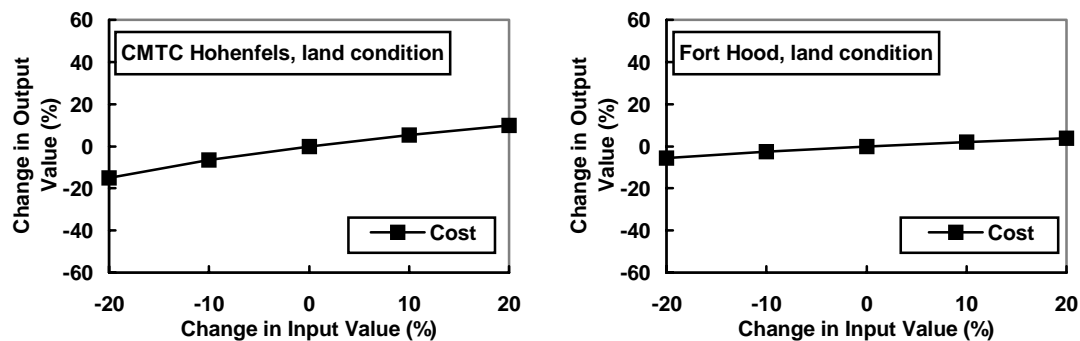 60
40
20
0
-20
-40
-60
Change in Output
Value (%)
CMTC Hohenfels, land condition
Cost
-20
-10
0
10
20
Change in Input Value (%)
60
40
20
0
-20
-40
-60
Change in Output
Value (%)
Fort Hood, land condition
Cost
-20
-10
0
10
20
Change in Input Value (%)